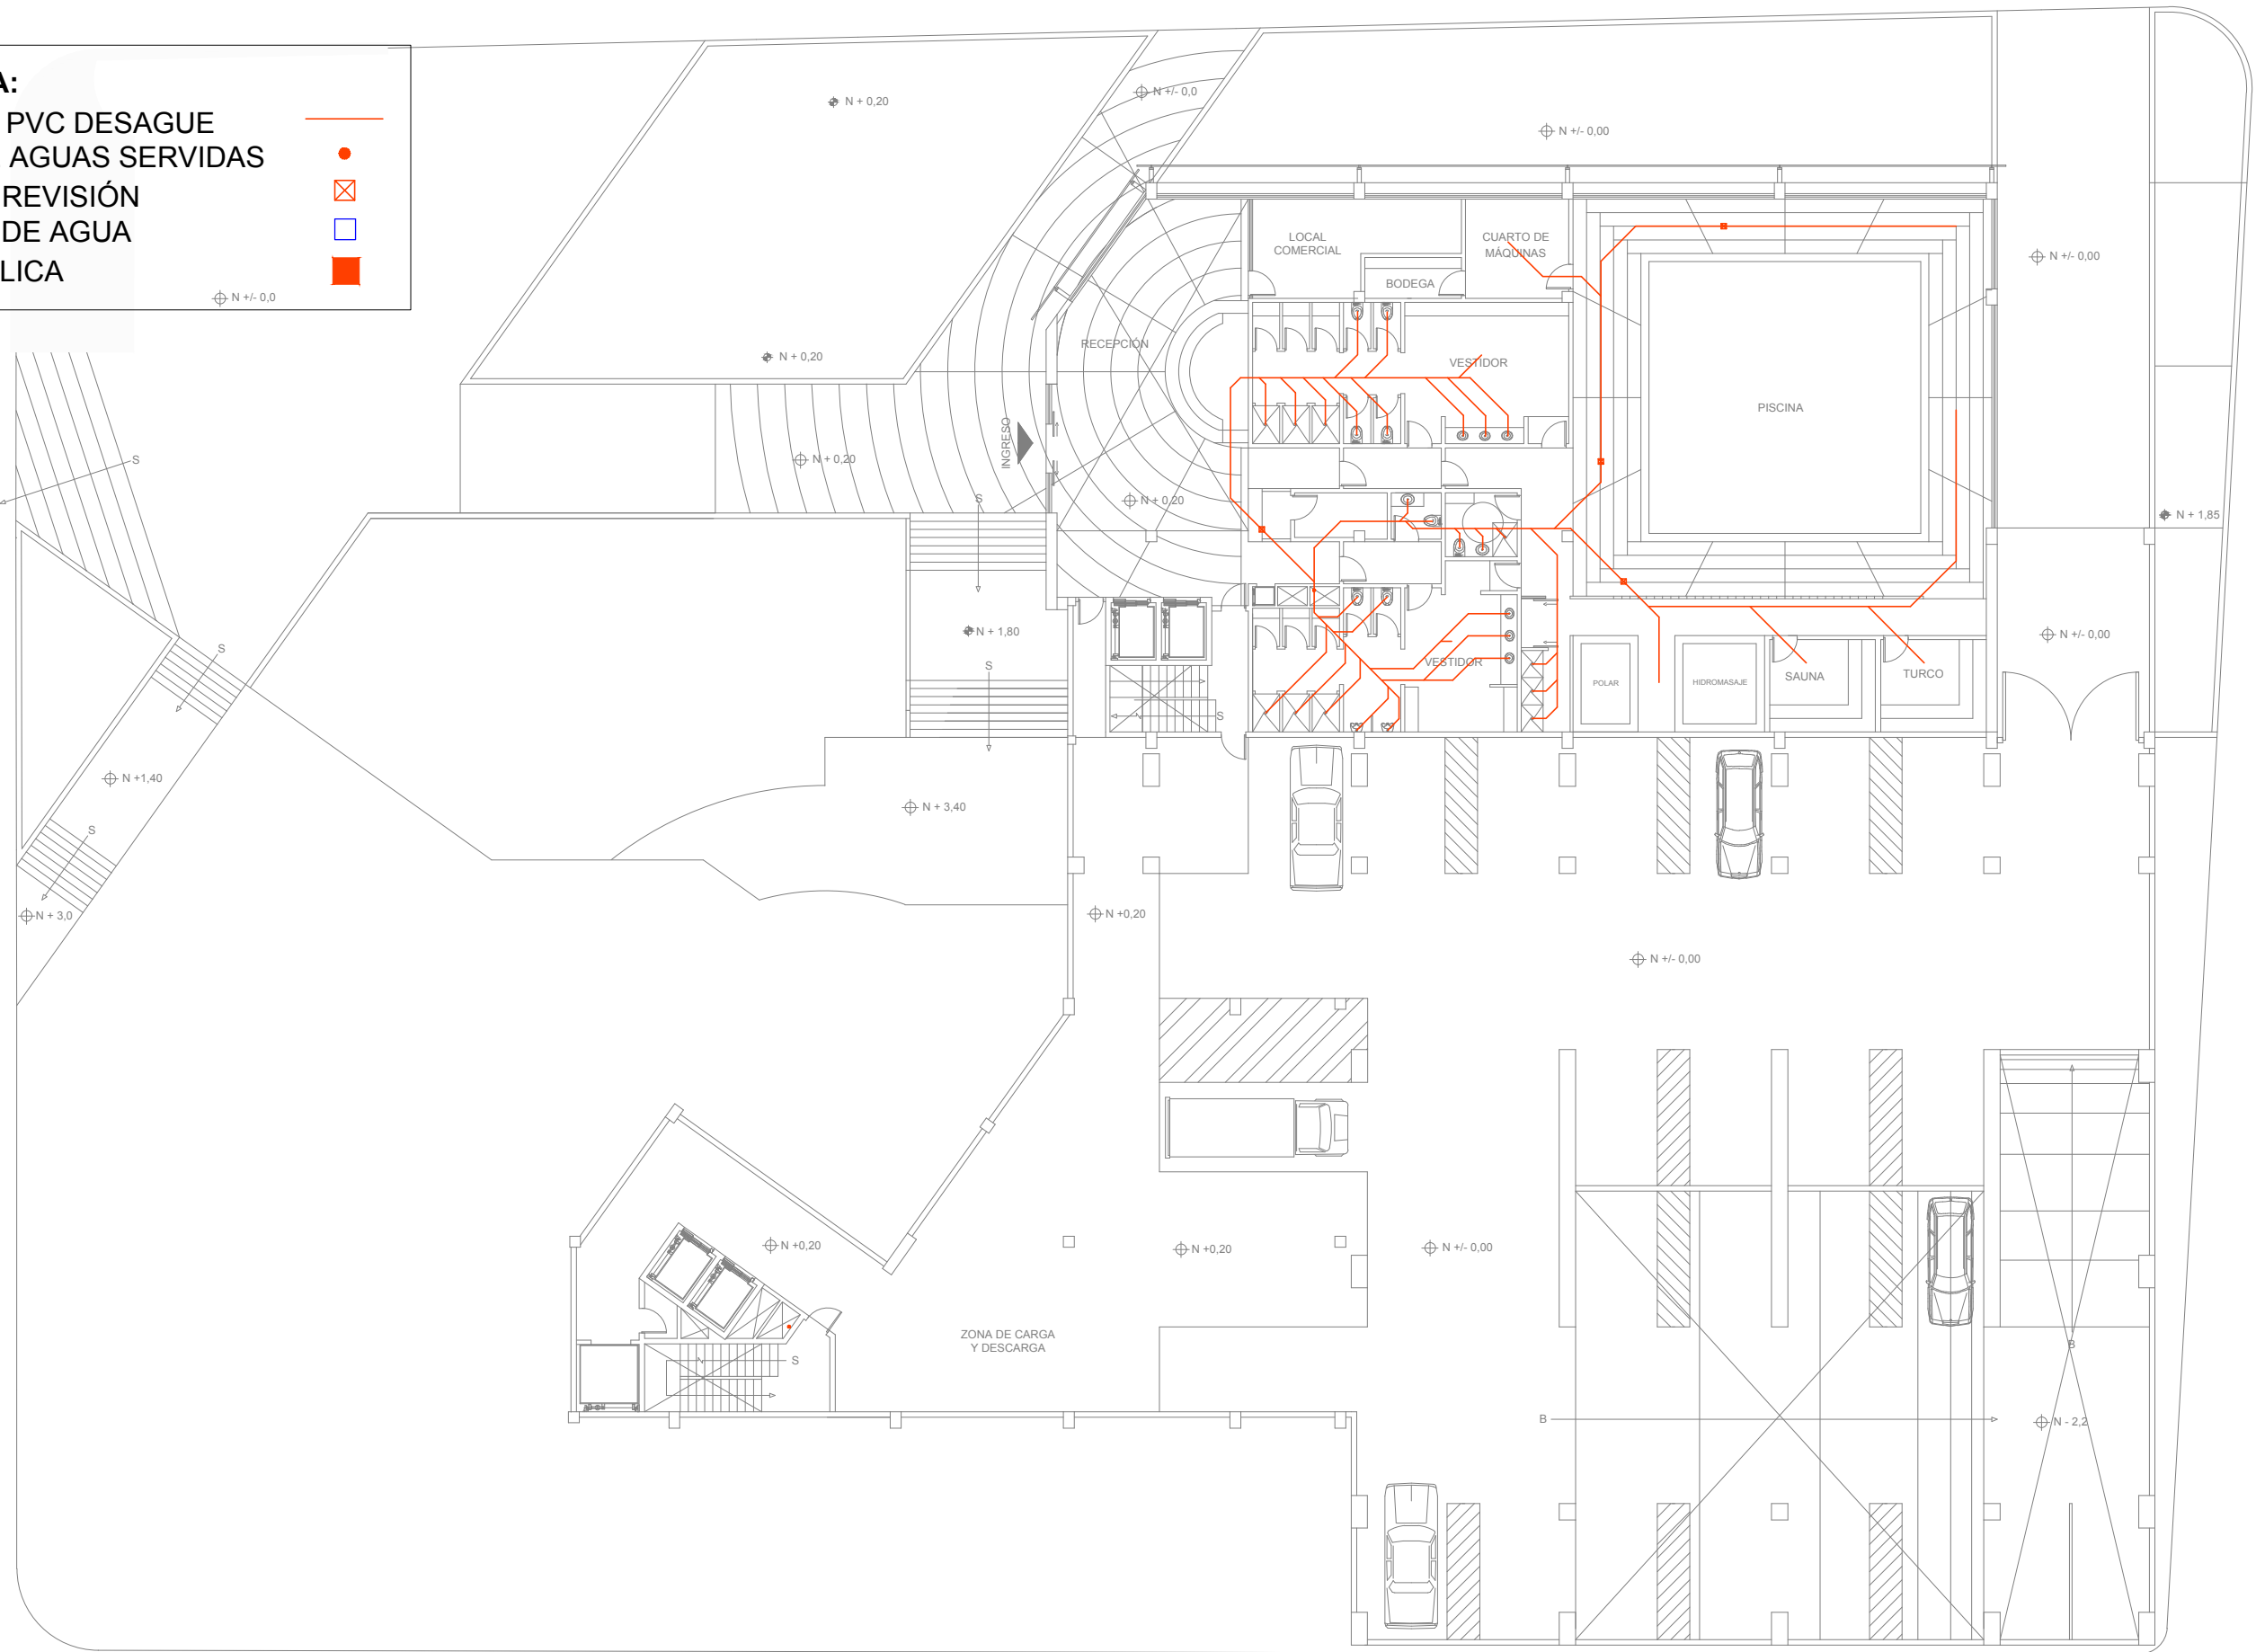 A:
PVC DESAGUE
AGUAS SERVIDAS
REVISIÓN
DE AGUA
LICA
N +/- 0,0
N + 0,20
N +/- 0,0
N +/- 0,00
N +/- 0,00
LOCAL
COMERCIAL
CUARTO DE
MÁQUINAS
BODEGA
RECEPCIÓN
N + 0,20
VESTIDOR
PISCINA
INGRESO
S
N + 0,20
S
N + 0,20
N + 1,85
N + 1,80
N +/- 0,00
S
S
VESTIDOR
POLAR
HIDROMASAJE
SAUNA
TURCO
S
N +1,40
N + 3,40
S
N + 3,0
N +0,20
N +/- 0,00
N +0,20
N +0,20
N +/- 0,00
ZONA DE CARGA
Y DESCARGA
S
B
B
N - 2,2